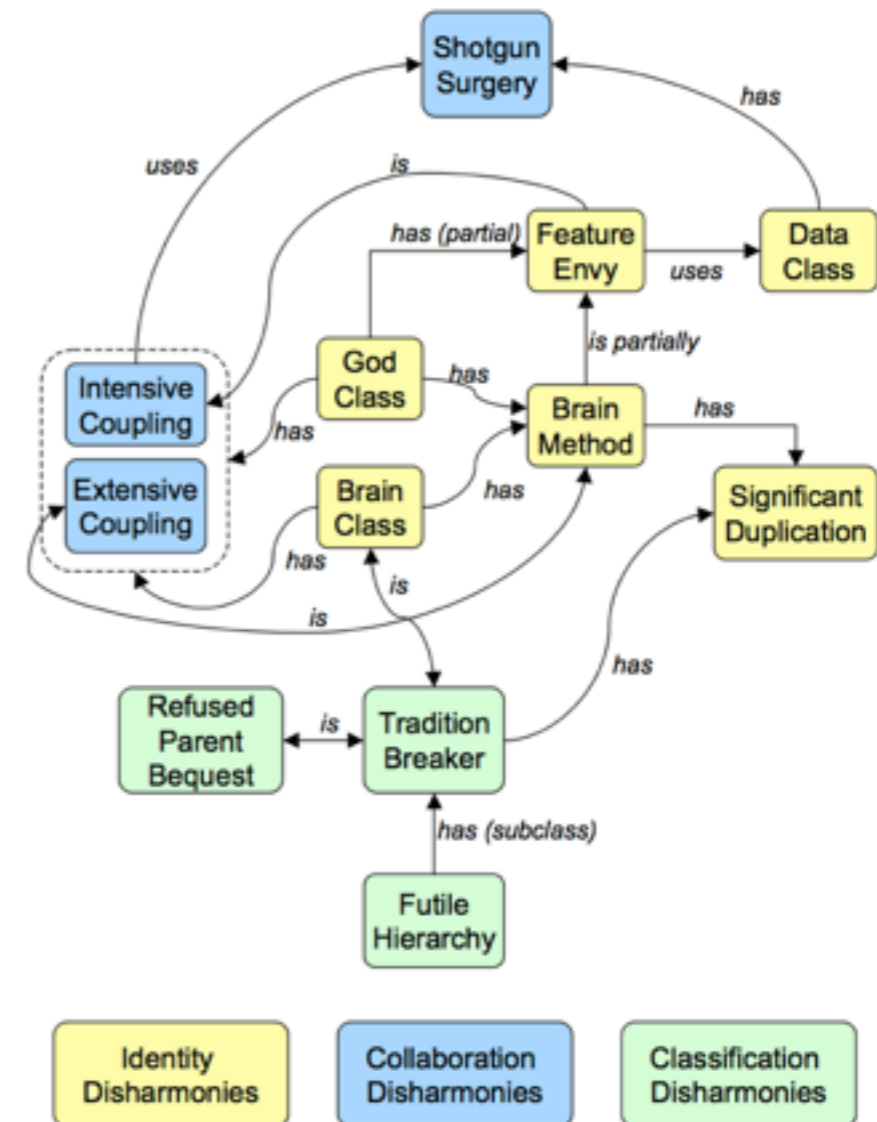 Shotgun
Surgery
has
uses
is
has (partial)
Feature
Envy
uses
Data
Class
is partially
God
Class
has
Intensive
Coupling
has
Brain
Method
has
Extensive
Coupling
Brain
Class
has
Significant
Duplication
has
is
is
has
Refused
Parent
Bequest
is
Tradition
Breaker
has (subclass)
Futile
Hierarchy
Identity
Disharmonies
Collaboration
Disharmonies
Classification
Disharmonies